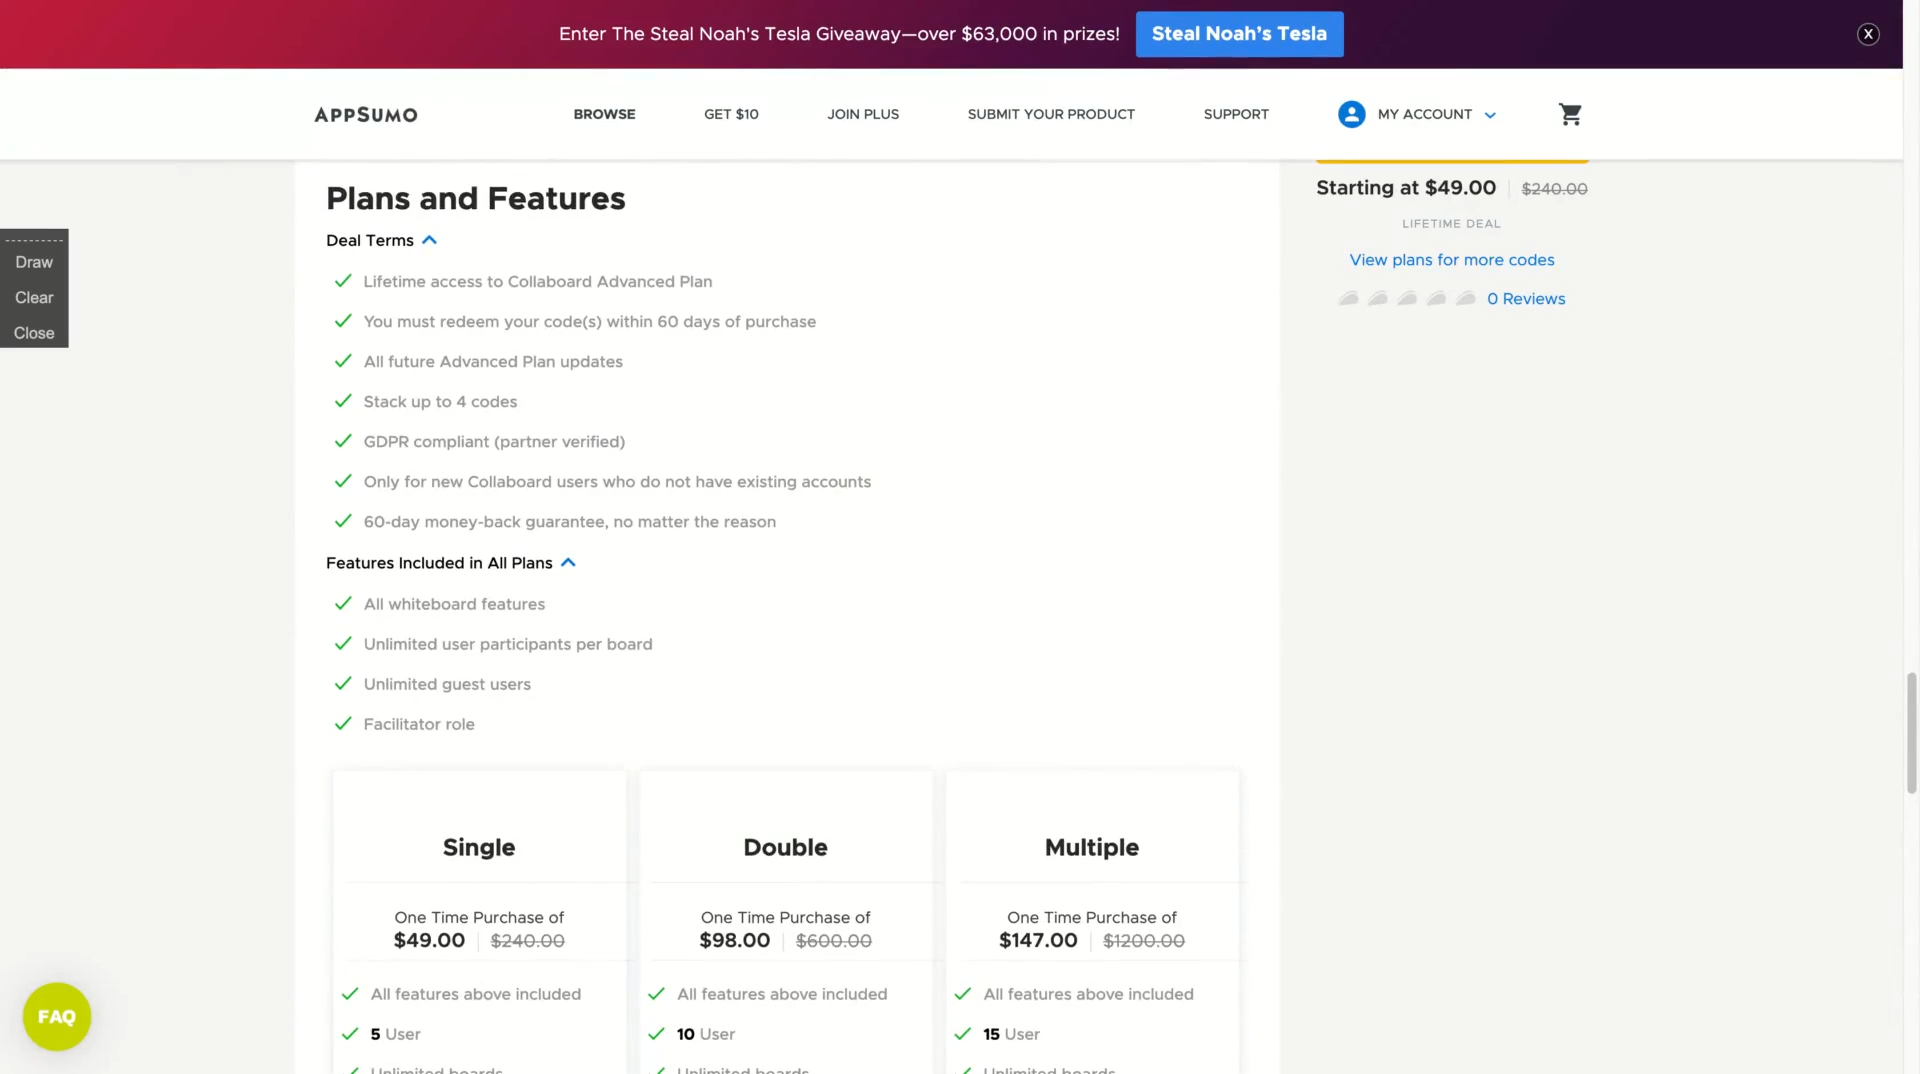 Enter The Steal Noah's Tesla Giveaway—over $63,000 in prizes! Steal Noah's Tesla X
APPSUMO BROWSE GET $10 JOIN PLUS SUBMIT YOUR PRODUCT SUPPORT MY ACCOUNT
Plans and Features
Deal Terms
Lifetime access to Collaboard Advanced Plan
You must redeem your code(s) within 60 days of purchase
All future Advanced Plan updates
Stack up to 4 codes
GDPR compliant (partner verified)
Only for new Collaboard users who do not have existing accounts
60-day money-back guarantee, no matter the reason
Features Included in All Plans
All whiteboard features
Unlimited user participants per board
Unlimited guest users
Facilitator role
Single
One Time Purchase of
$49.00 $240.00
All features above included
5 User
Unlimited boards
Double
One Time Purchase of
$98.00 $600.00
All features above included
10 User
Unlimited boards
Multiple
One Time Purchase of
$147.00 $1200.00
All features above included
15 User
Unlimited boards
Starting at $49.00 $240.00
LIFETIME DEAL
View plans for more codes
0 Reviews
Draw
Clear
Close
FAQ